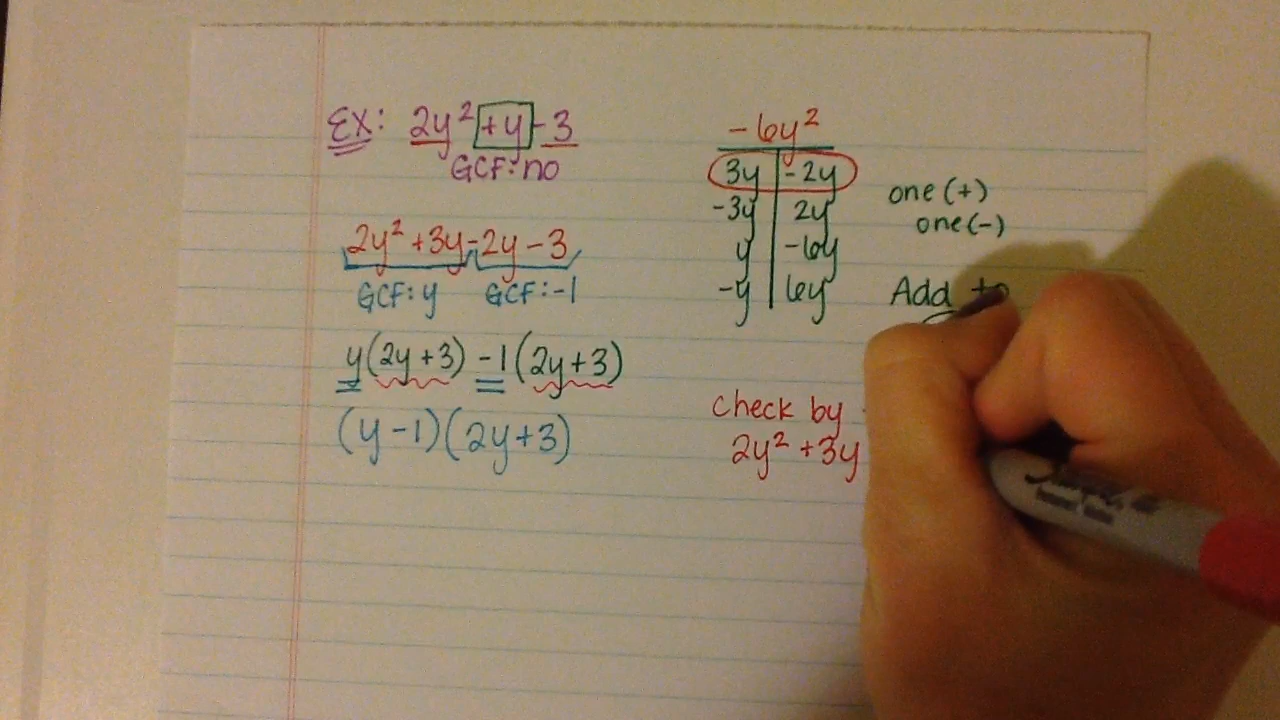 EX: 2y² +y -3
GCF: no
2y² +3y -2y -3
GCF: y GCF: -1
y(2y+3) -1(2y+3)
(y-1)(2y+3)
-6y²
3y -2y
-3y 2y
y -6y
-y 6y
one (+)
one (-)
Add to
Check by
2y² +3y